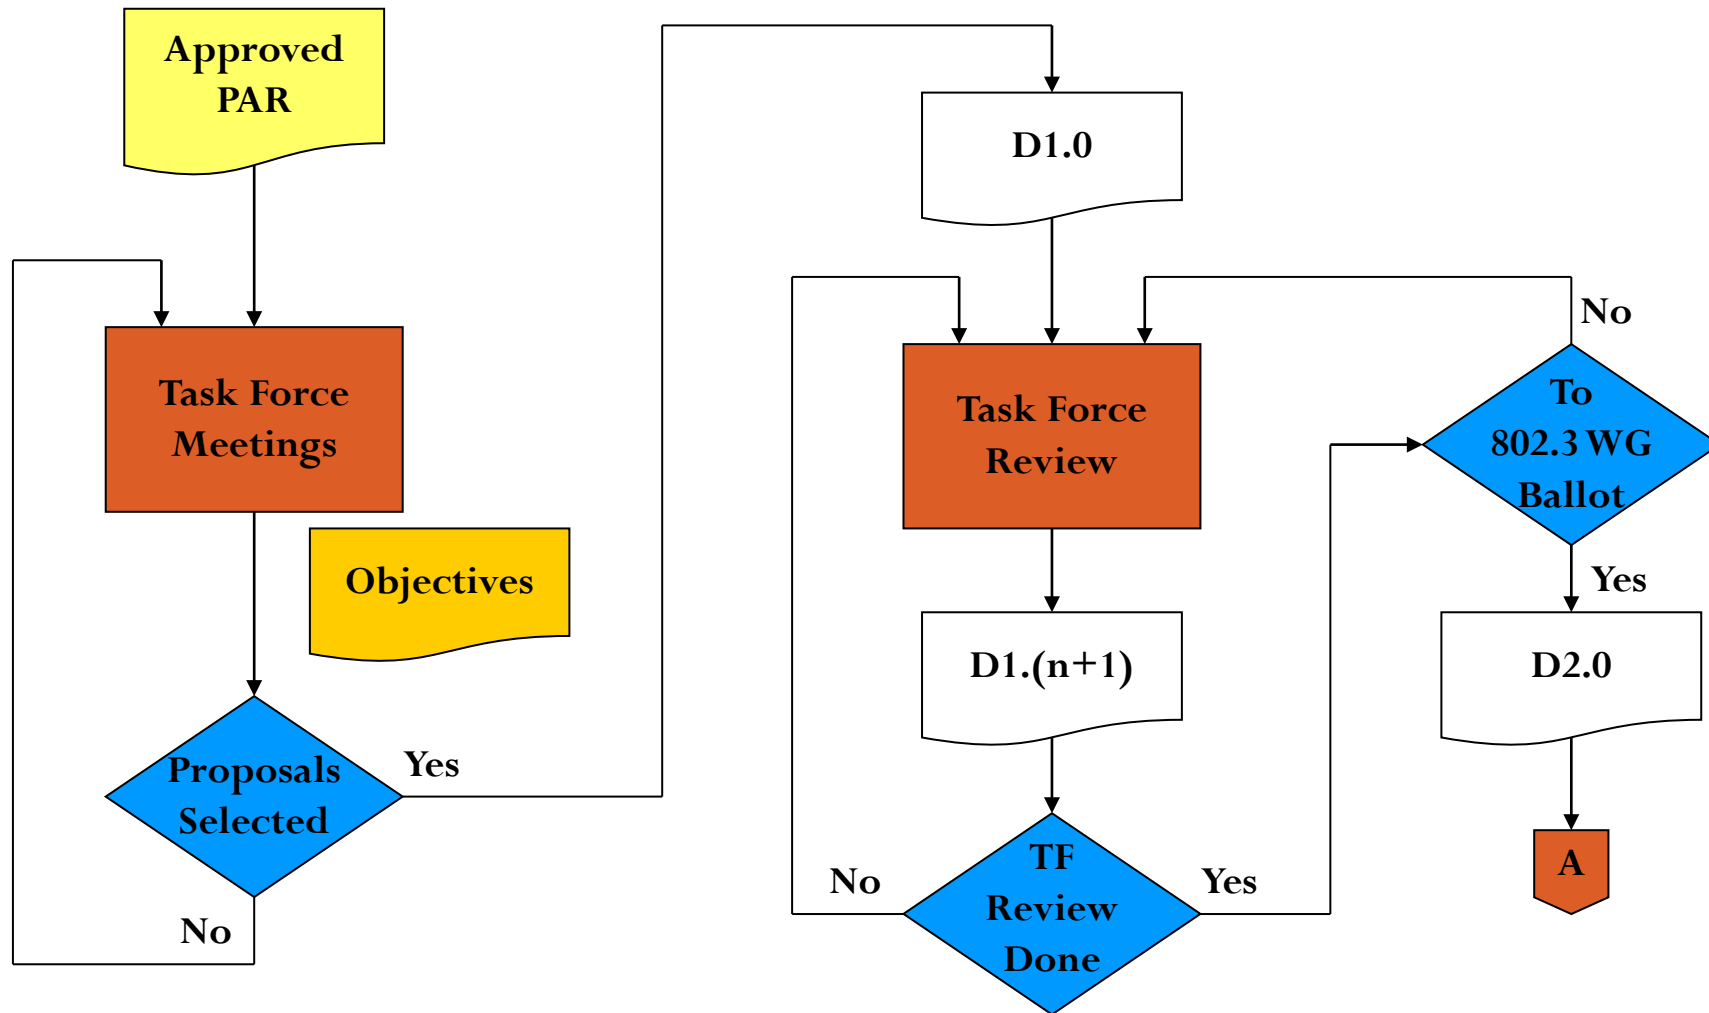 Approved
PAR
Task Force
Meetings
Objectives
Proposals
Selected
Yes
No
D1.0
Task Force
Review
D1.(n+1)
TF
Review
Done
No
Yes
To
802.3 WG
Ballot
No
Yes
D2.0
A